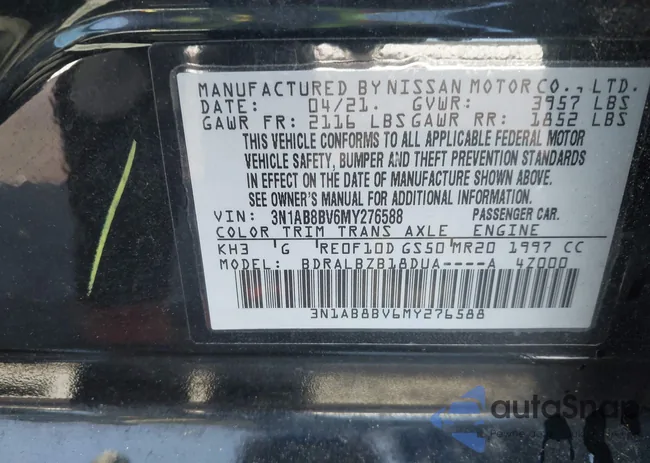 MANUFACTURED BY NISSAN MOTOR CO., LTD.
DATE: 04/21. GVWR: 3957 LBS
GAWR FR: 2116 LBS GAWR RR: 1852 LBS
THIS VEHICLE CONFORMS TO ALL APPLICABLE FEDERAL MOTOR
VEHICLE SAFETY, BUMPER AND THEFT PREVENTION STANDARDS
IN EFFECT ON THE DATE OF MANUFACTURE SHOWN ABOVE.
SEE OWNER'S MANUAL FOR ADDITIONAL INFORMATION.
VIN: 3N1AB8BV6MY276588 PASSENGER CAR.
COLOR TRIM TRANS AXLE ENGINE
KH3 G RE0F10D GS50 MR20 1997 CC
MODEL: BDRALBZB18DUA----A 4Z000
3N1AB8BV6MY276588
autoSnap